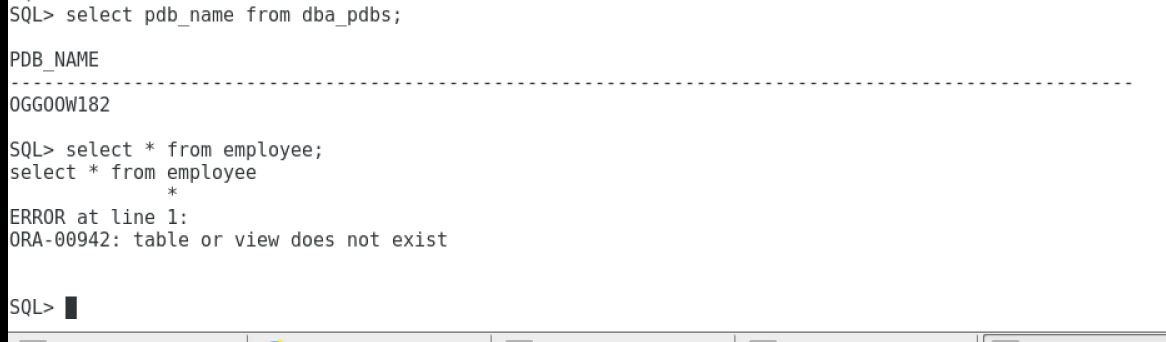 SQL> select pdb_name from dba_pdbs;
PDB_NAME
----------------------------------------------------------------------------------------------------
OGGOOW182
SQL> select * from employee;
select * from employee
*
ERROR at line 1:
ORA-00942: table or view does not exist
SQL>